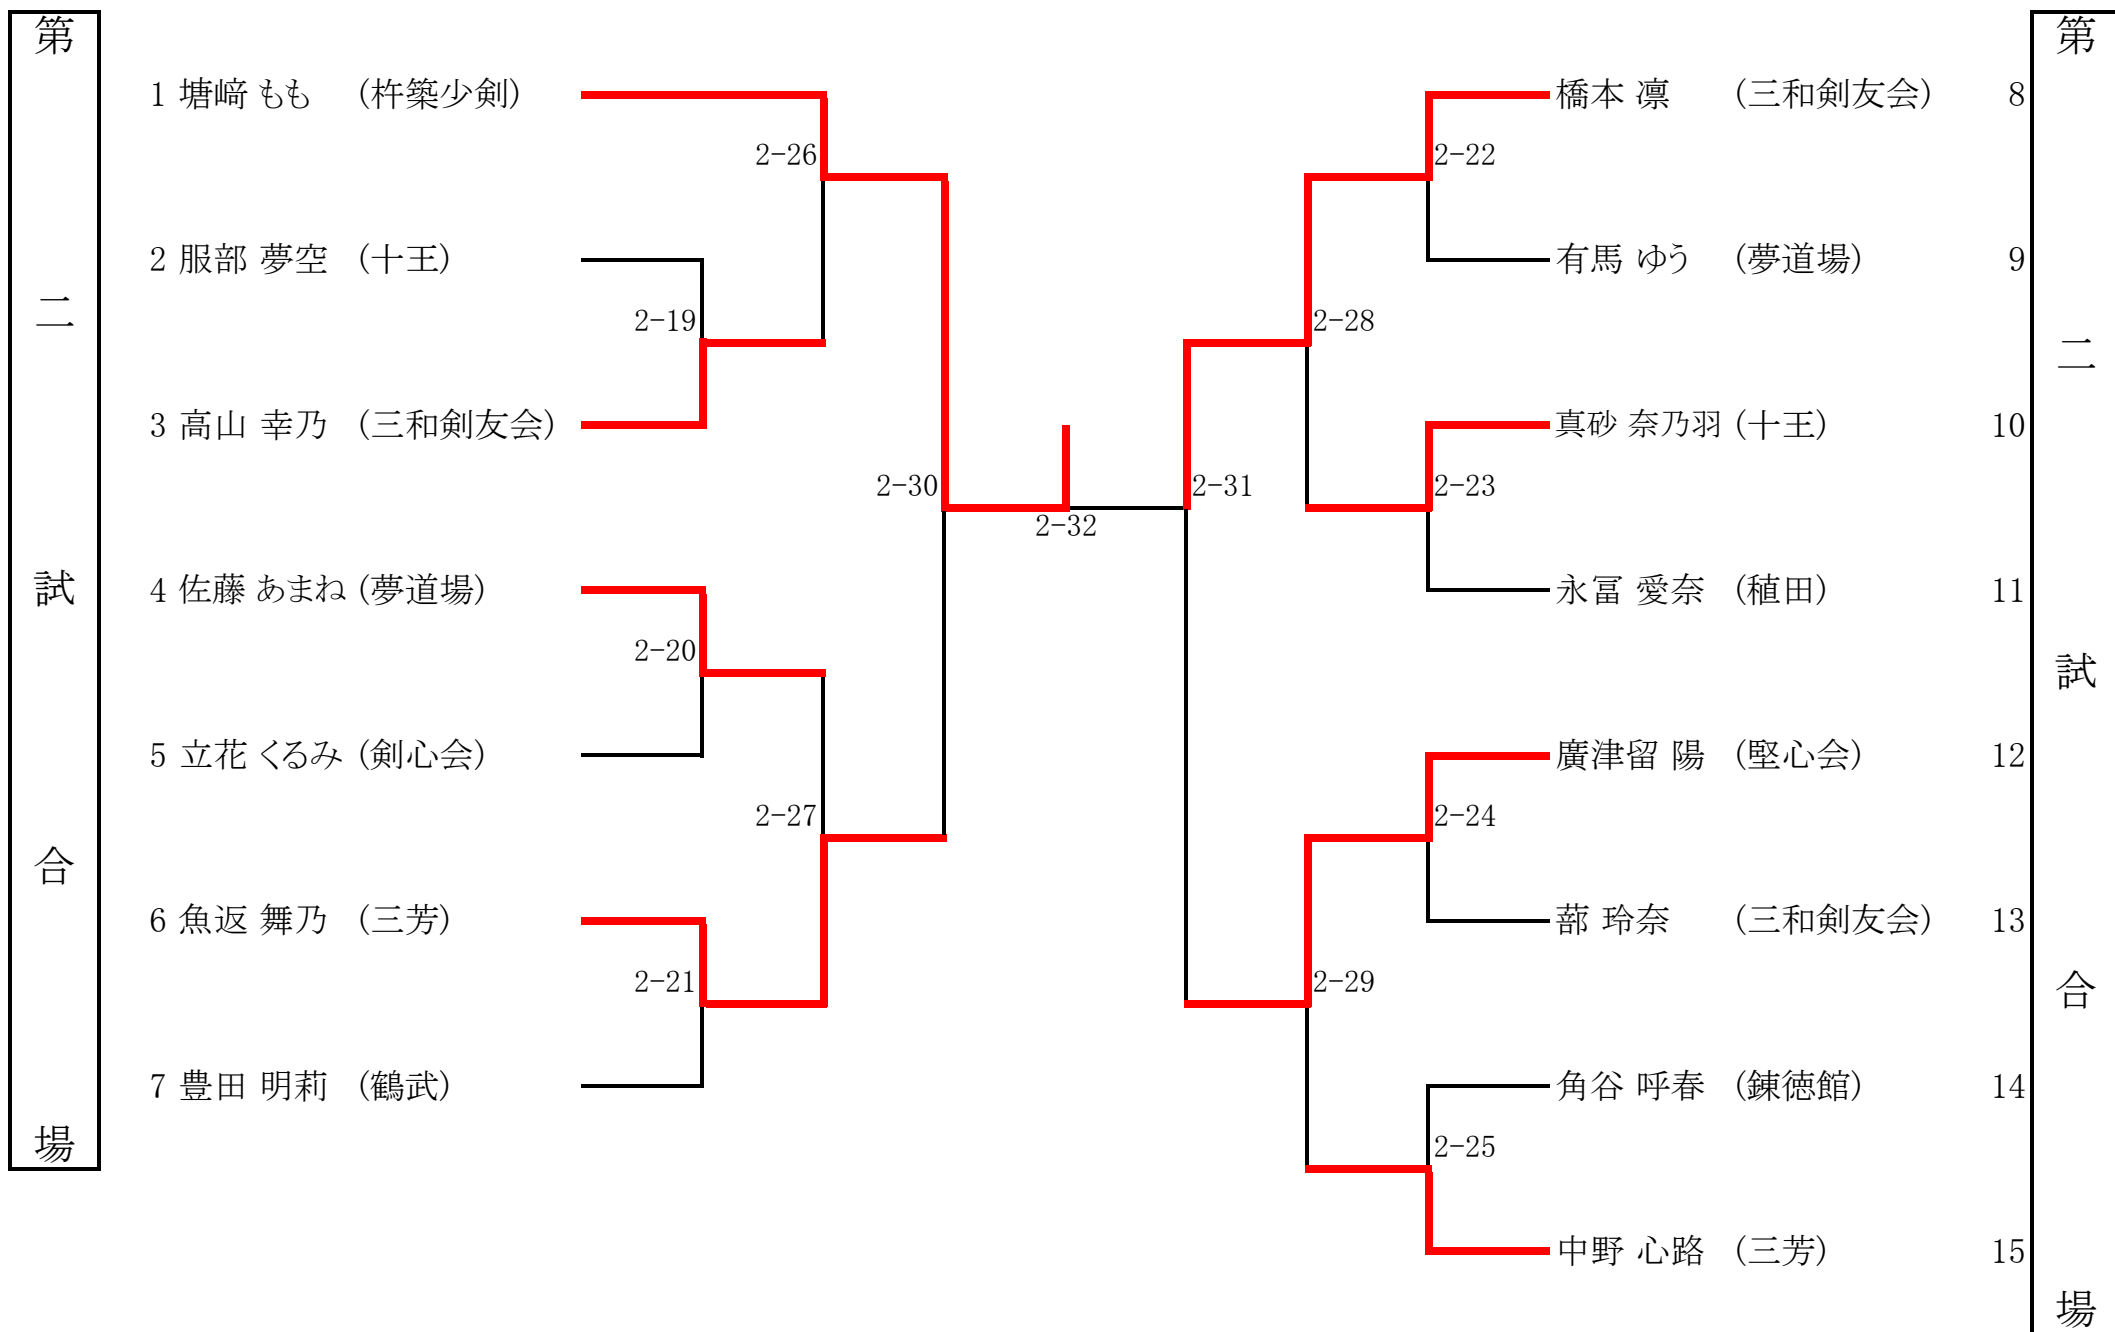 第二試合場
1 塘﨑 もも (杵築少剣)
2-26
2 服部 夢空 (十王)
2-19
3 高山 幸乃 (三和剣友会)
2-30
4 佐藤 あまね (夢道場)
2-20
5 立花 くるみ (剣心会)
2-27
6 魚返 舞乃 (三芳)
2-21
7 豊田 明莉 (鶴武)
2-32
橋本 凛 (三和剣友会) 8
2-22
有馬 ゆう (夢道場) 9
2-28
真砂 奈乃羽 (十王) 10
2-31
2-23
永冨 愛奈 (稙田) 11
廣津留 陽 (堅心会) 12
2-24
蔀 玲奈 (三和剣友会) 13
2-29
角谷 呼春 (錬徳館) 14
2-25
中野 心路 (三芳) 15
第二試合場